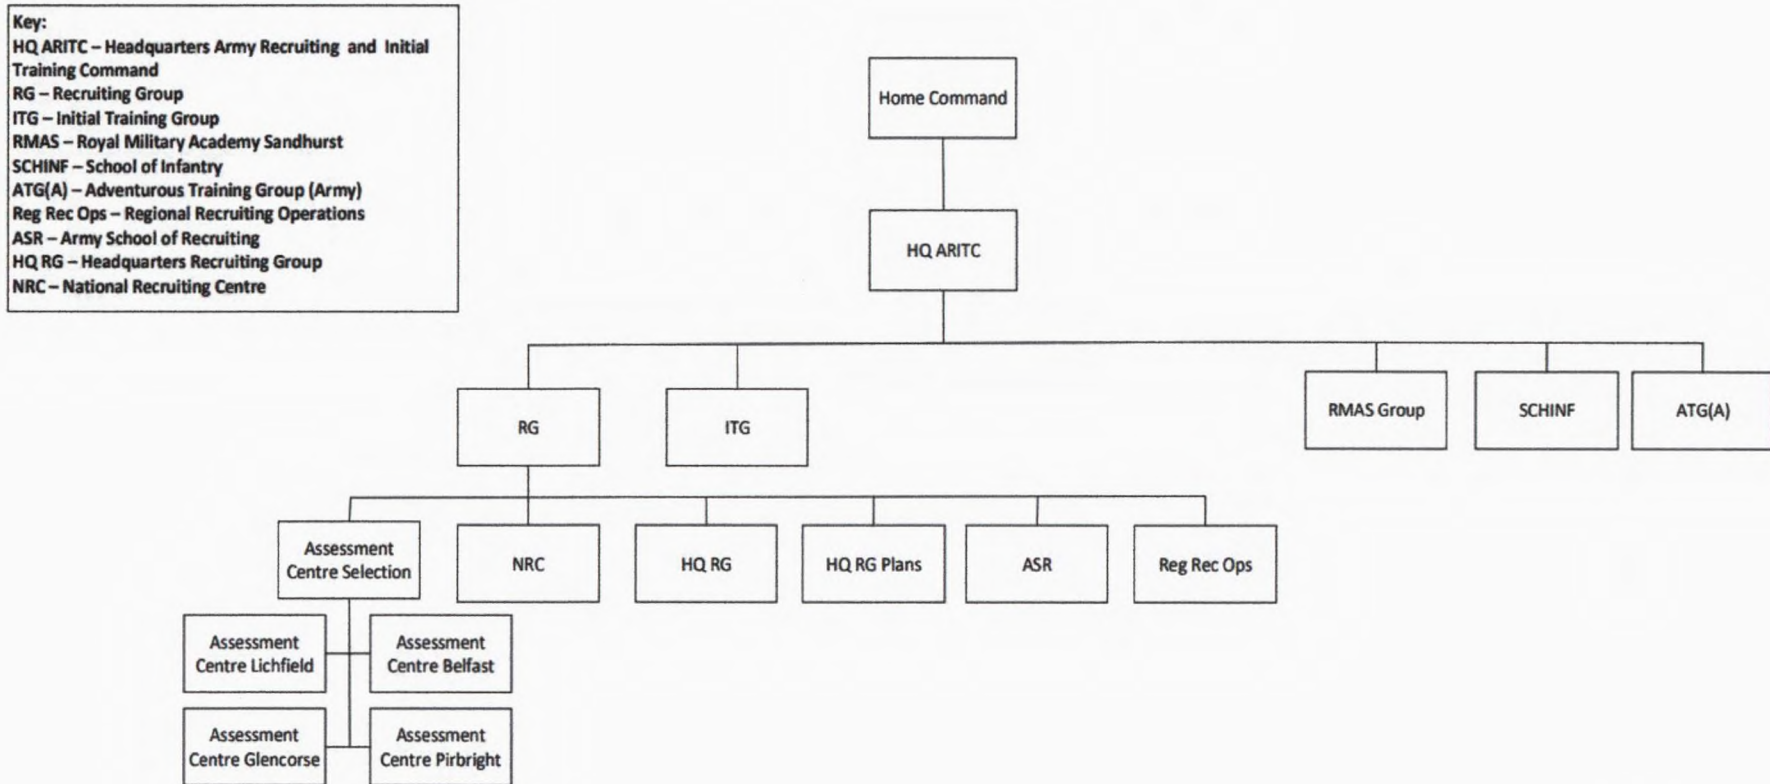 Key:
HQ ARITC – Headquarters Army Recruiting and Initial
Training Command
RG – Recruiting Group
ITG – Initial Training Group
RMAS – Royal Military Academy Sandhurst
SCHINF – School of Infantry
ATG(A) – Adventurous Training Group (Army)
Reg Rec Ops – Regional Recruiting Operations
ASR – Army School of Recruiting
HQ RG – Headquarters Recruiting Group
NRC – National Recruiting Centre
Home Command
HQ ARITC
RG
ITG
RMAS Group
SCHINF
ATG(A)
Assessment
Centre Selection
NRC
HQ RG
HQ RG Plans
ASR
Reg Rec Ops
Assessment
Centre Lichfield
Assessment
Centre Belfast
Assessment
Centre Glencorse
Assessment
Centre Pirbright